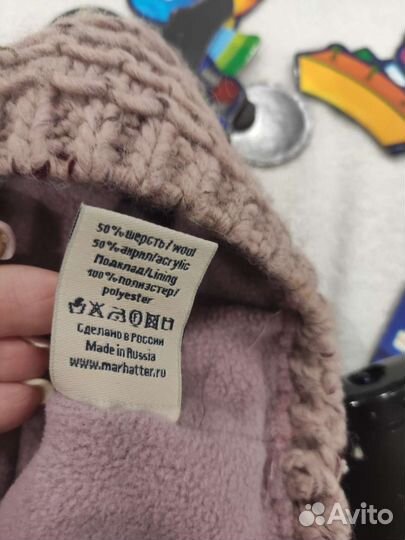 50% шерсть/wool
50% акрил/acrylic
Подклад/Lining
100% полиэстер/
polyester
Сделано в России
Made in Russia
www.marhatter.ru
Avito